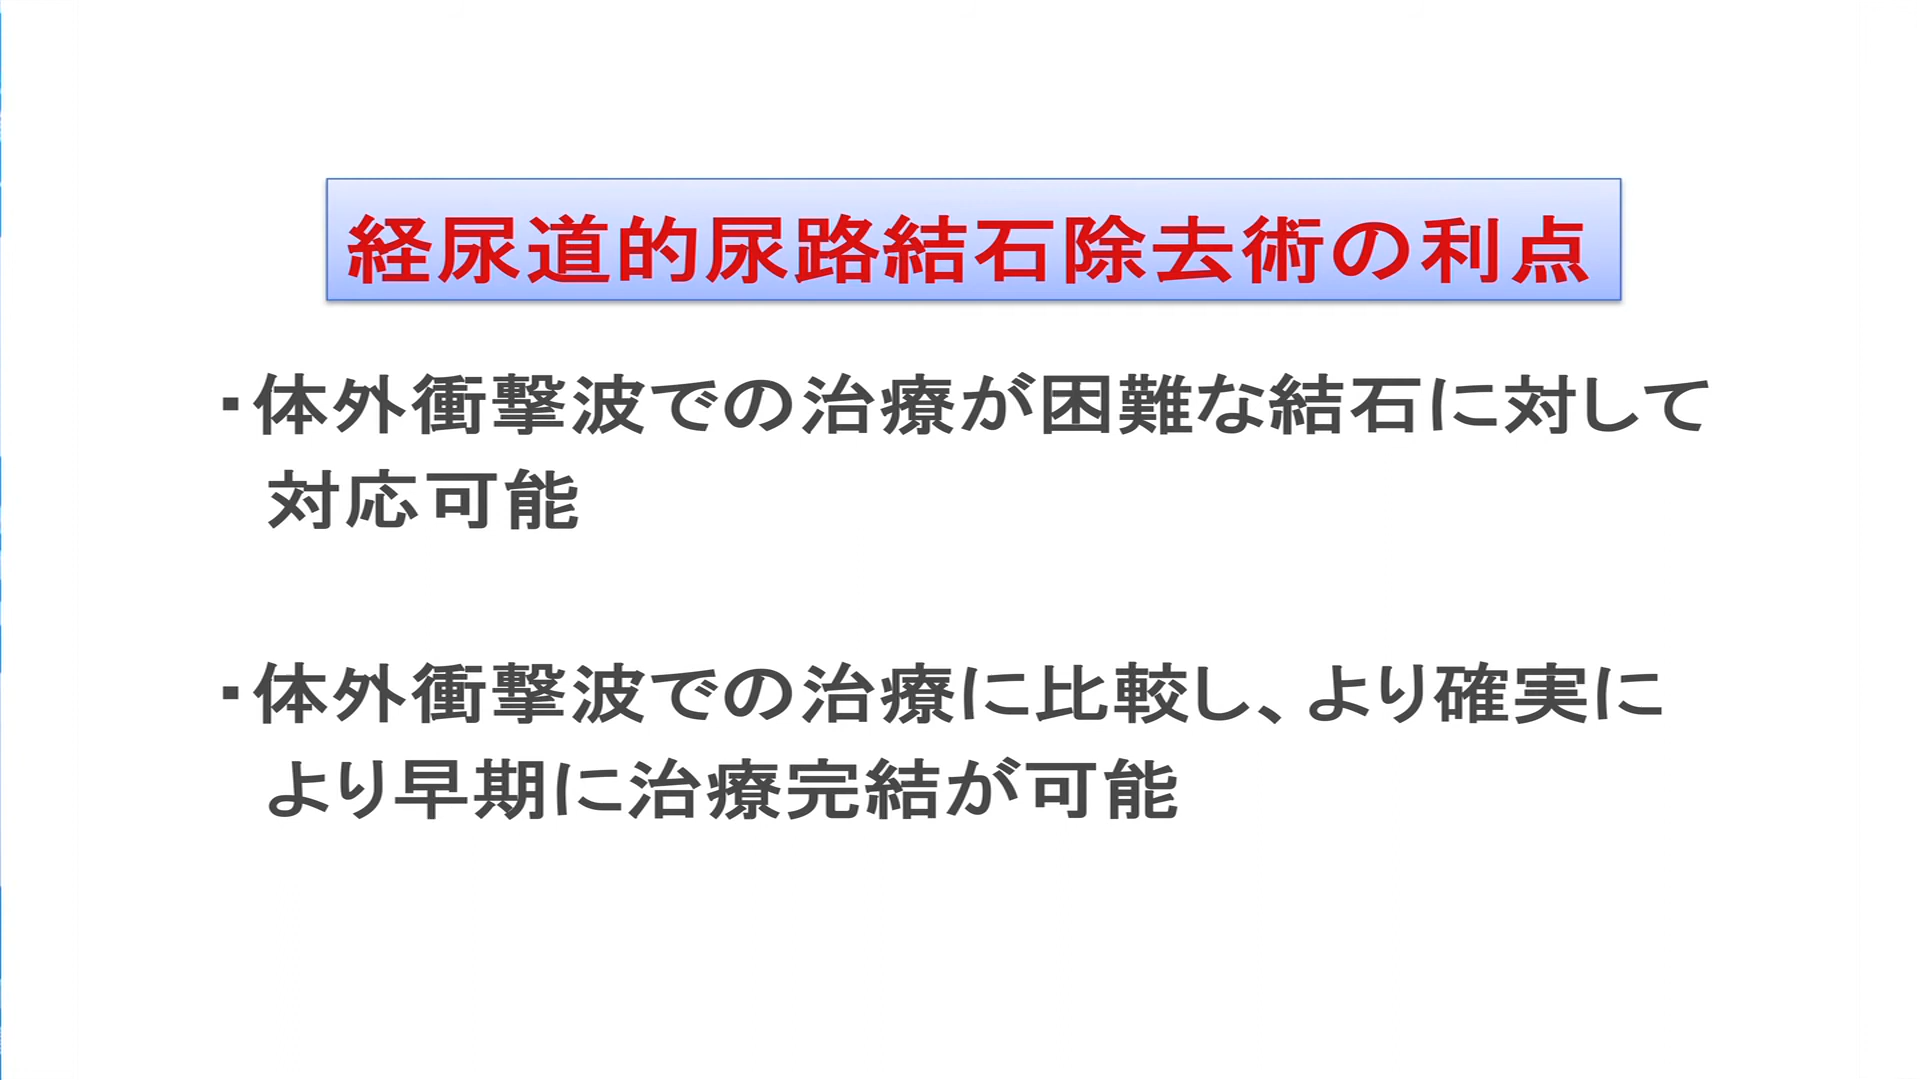 経尿道的尿路結石除去術の利点
・体外衝撃波での治療が困難な結石に対して
対応可能
・体外衝撃波での治療に比較し、より確実に
より早期に治療完結が可能